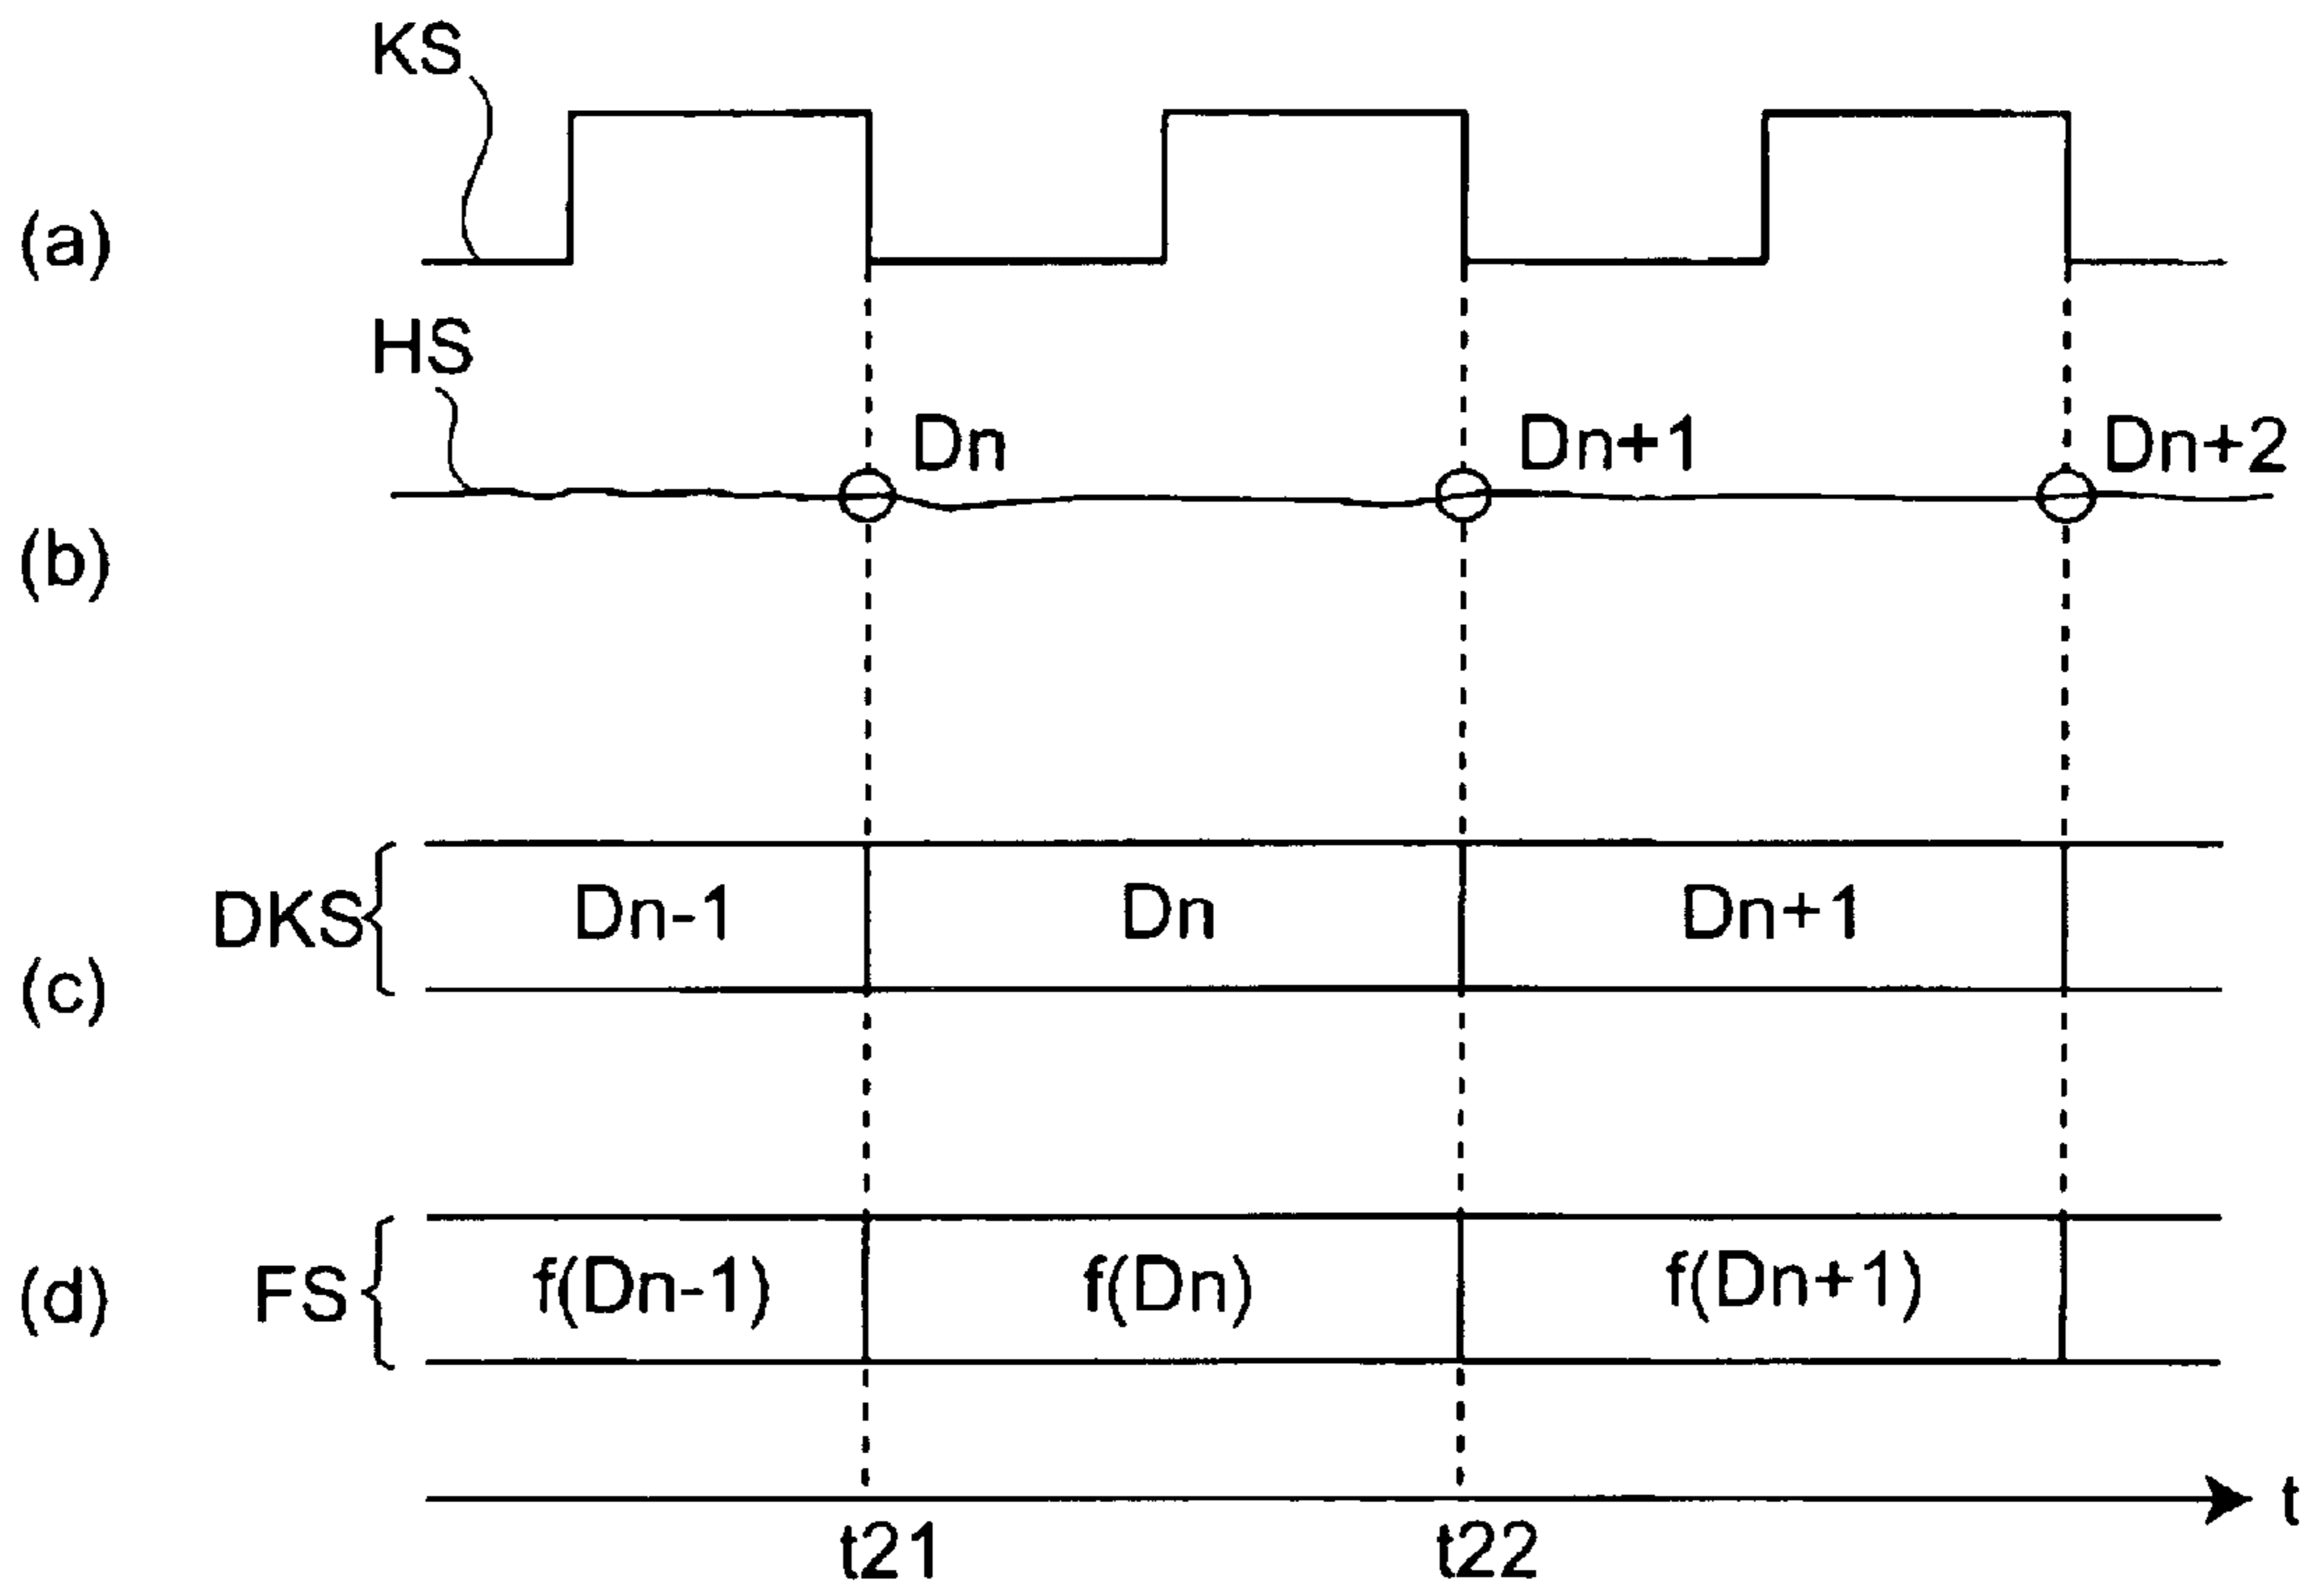 KS
(a)
HS
Dn Dn+1 Dn+2
(b)
DKS Dn-1 Dn Dn+1
(c)
(d) FS f(Dn-1) f(Dn) f(Dn+1)
t
t21 t22